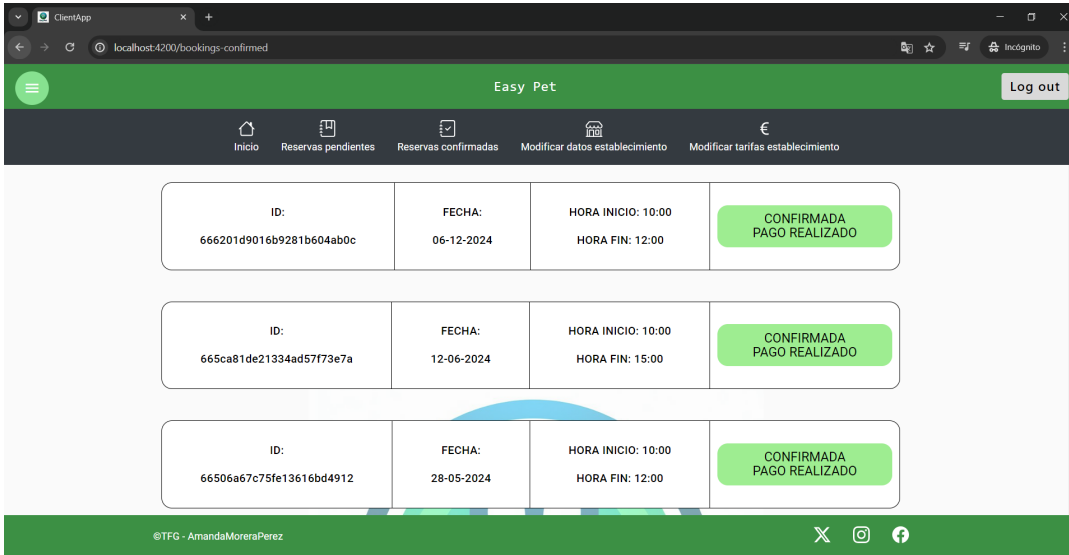 ClientApp
localhost:4200/bookings-confirmed
Incógnito
Easy Pet
Log out
Inicio
Reservas pendientes
Reservas confirmadas
Modificar datos establecimiento
Modificar tarifas establecimiento
ID:
666201d9016b9281b604ab0c
FECHA:
06-12-2024
HORA INICIO: 10:00
HORA FIN: 12:00
CONFIRMADA
PAGO REALIZADO
ID:
665ca81de21334ad57f73e7a
FECHA:
12-06-2024
HORA INICIO: 10:00
HORA FIN: 15:00
CONFIRMADA
PAGO REALIZADO
ID:
66506a67c75fe13616bd4912
FECHA:
28-05-2024
HORA INICIO: 10:00
HORA FIN: 12:00
CONFIRMADA
PAGO REALIZADO
©TFG - AmandaMoreraPerez